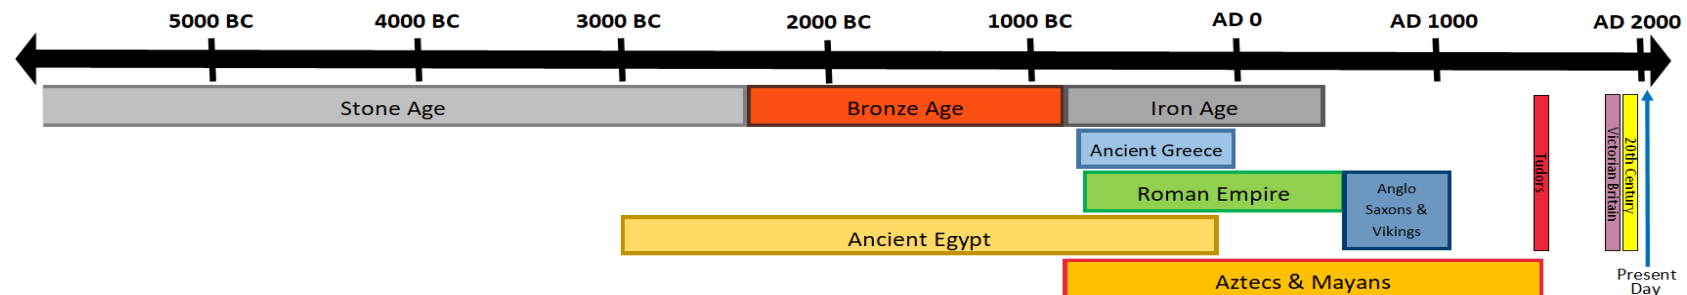 5000 BC 4000 BC 3000 BC 2000 BC 1000 BC AD 0 AD 1000 AD 2000
Stone Age
Bronze Age
Iron Age
Ancient Greece
Roman Empire
Anglo
Saxons &
Vikings
Ancient Egypt
Aztecs & Mayans
Tudors
Victorian Britain
20th Century
Present
Day